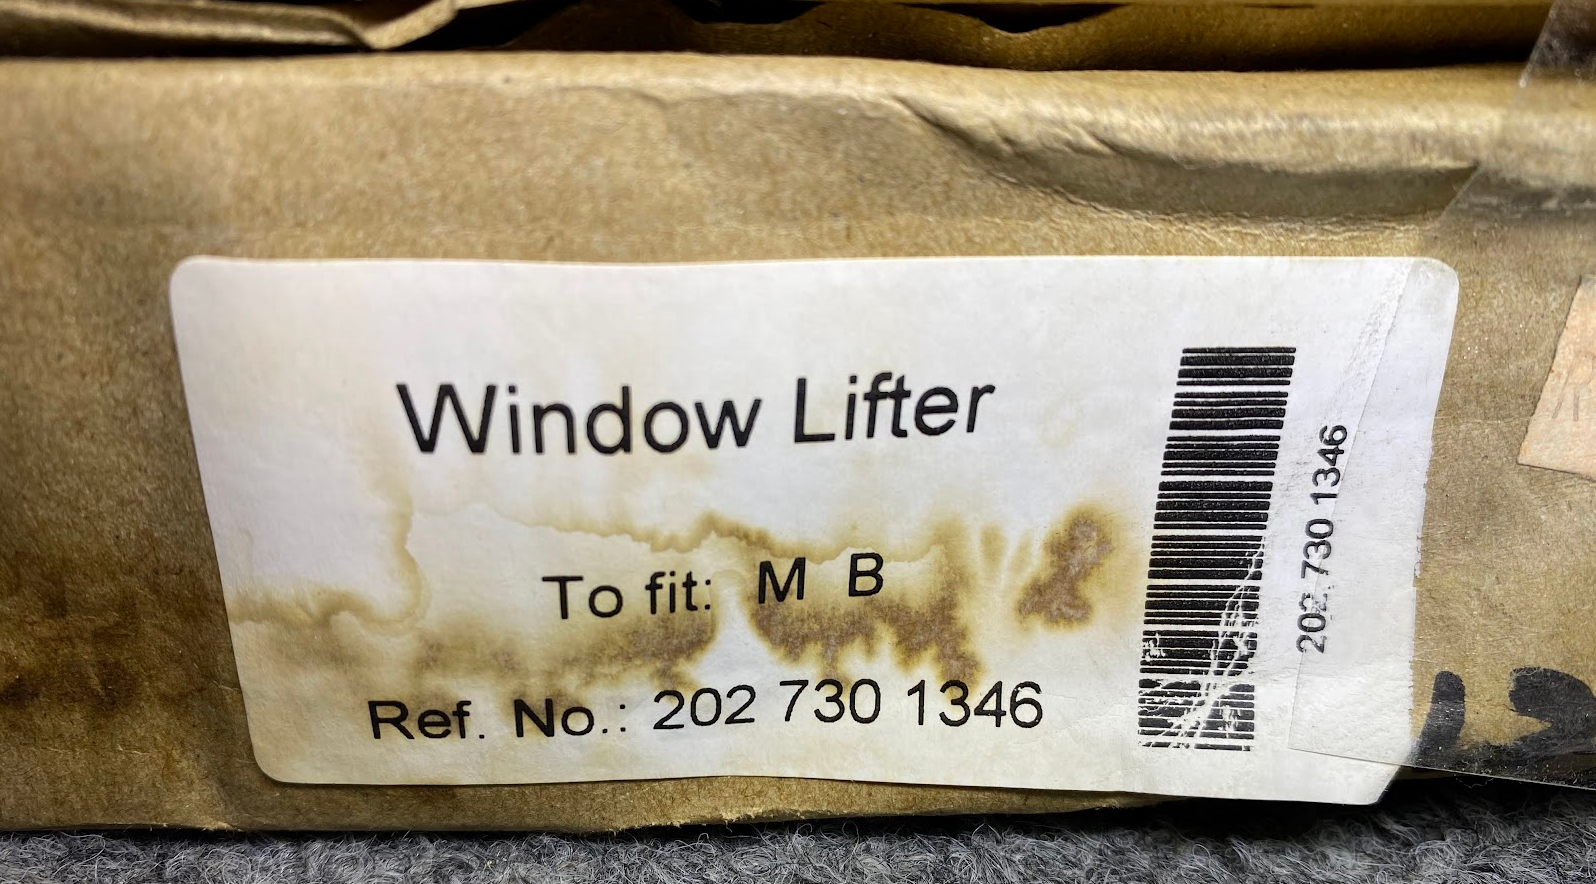 Window Lifter
To fit: M B
Ref. No.: 202 730 1346
202 730 1346